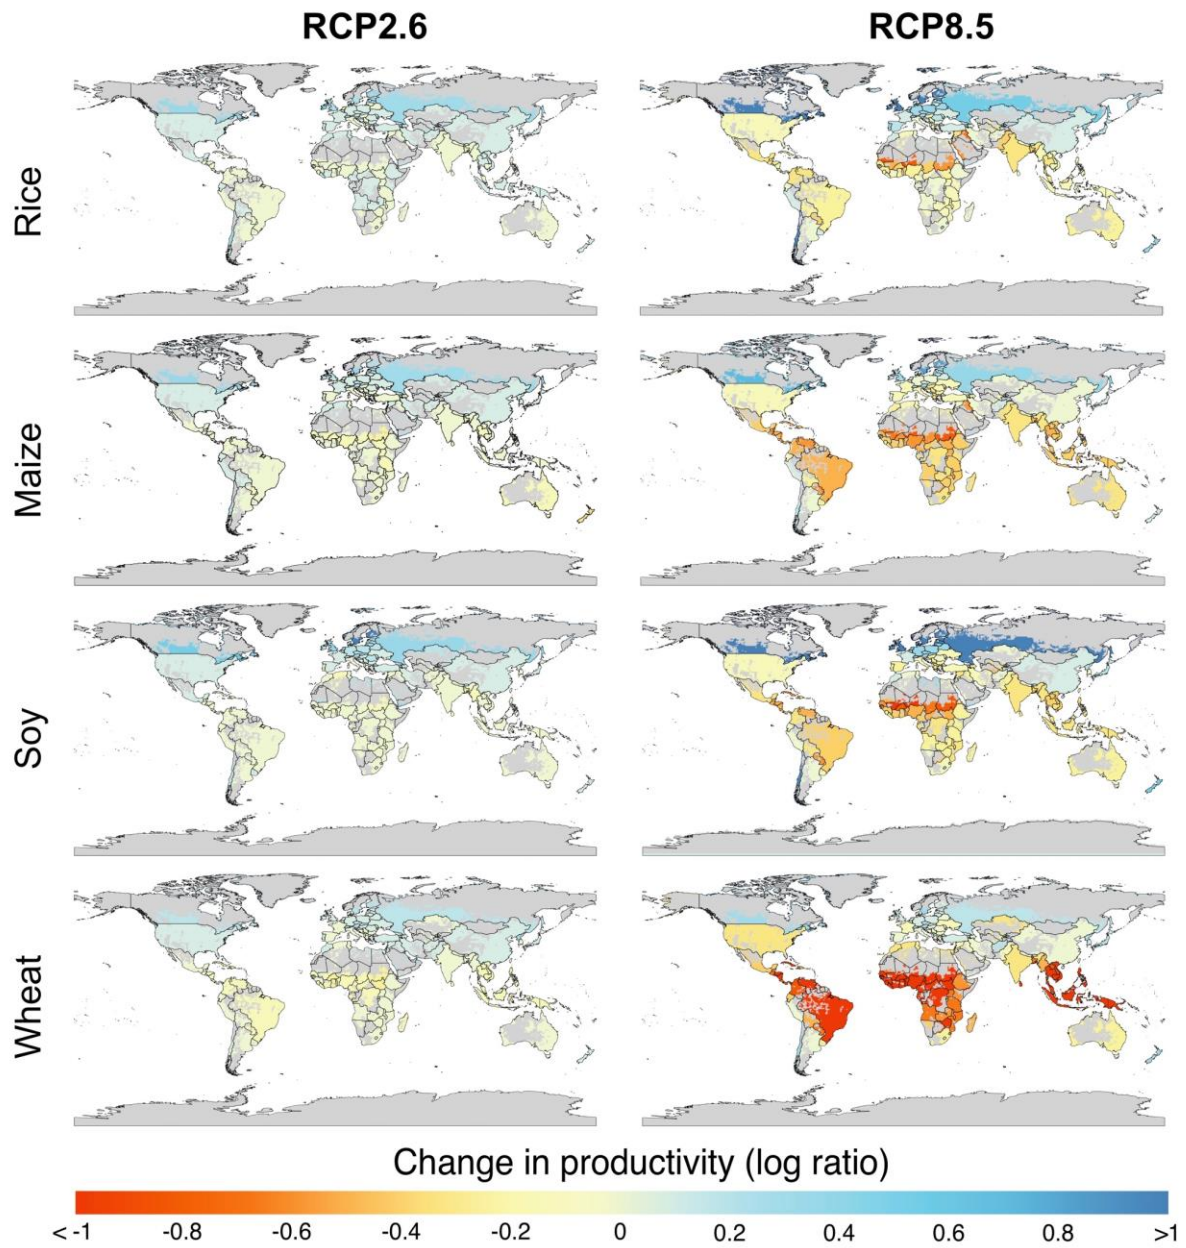 RCP2.6 RCP8.5
Rice
Maize
Soy
Wheat
Change in productivity (log ratio)
< -1 -0.8 -0.6 -0.4 -0.2 0 0.2 0.4 0.6 0.8 >1